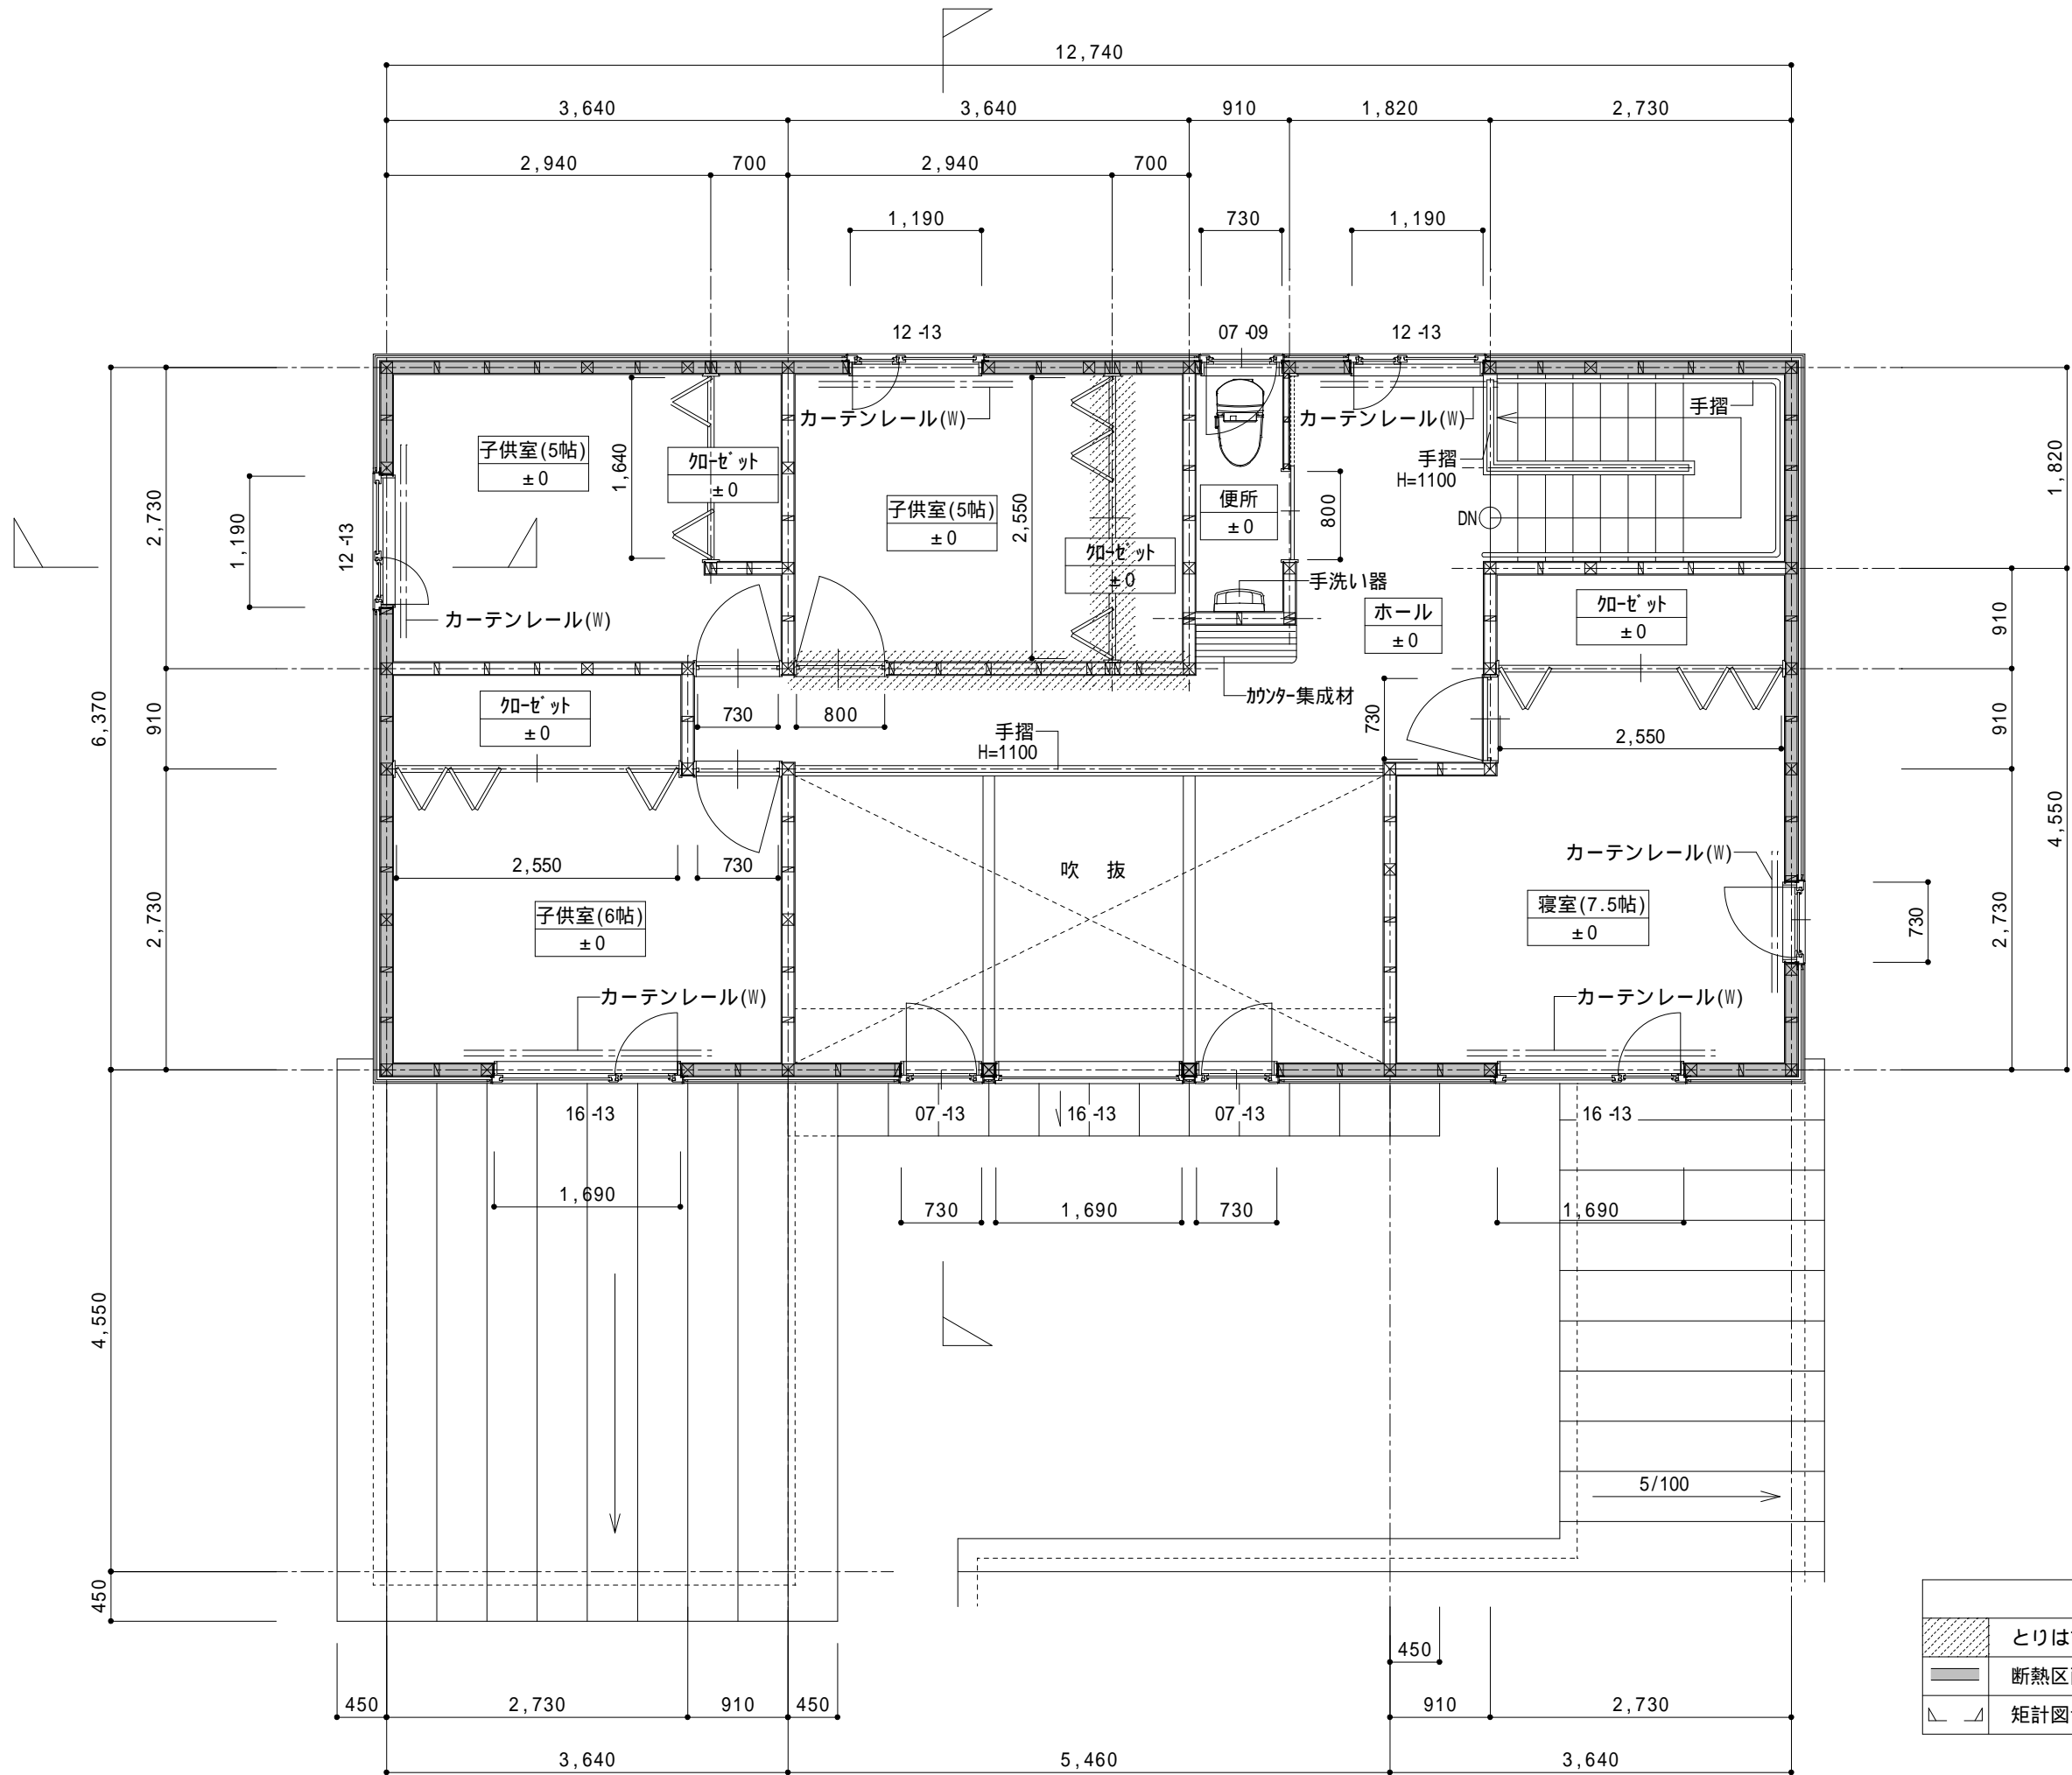 12,740
3,640
3,640
910
1,820
2,730
2,940
700
2,940
700
1,190
730
1,190
12-13
07-09
12-13
カーテンレール(W)
カーテンレール(W)
手摺
子供室(5帖)
±0
1,640
クローゼット
±0
手摺
H=1100
子供室(5帖)
±0
2,550
便所
±0
800
DN
クローゼット
±0
手洗い器
ホール
±0
クローゼット
±0
カーテンレール(W)
12-13
1,190
2,730
910
2,730
6,370
4,550
450
1,820
910
910
2,730
4,550
730
クローゼット
±0
730
800
カウンター集成材
手摺
H=1100
730
2,550
2,550
730
吹 抜
カーテンレール(W)
子供室(6帖)
±0
寝室(7.5帖)
±0
カーテンレール(W)
カーテンレール(W)
16-13
07-13
16-13
07-13
16-13
1,690
730
1,690
730
1,690
5/100
450
450
2,730
910
450
910
2,730
3,640
5,460
3,640
とりは
断熱区
矩計図